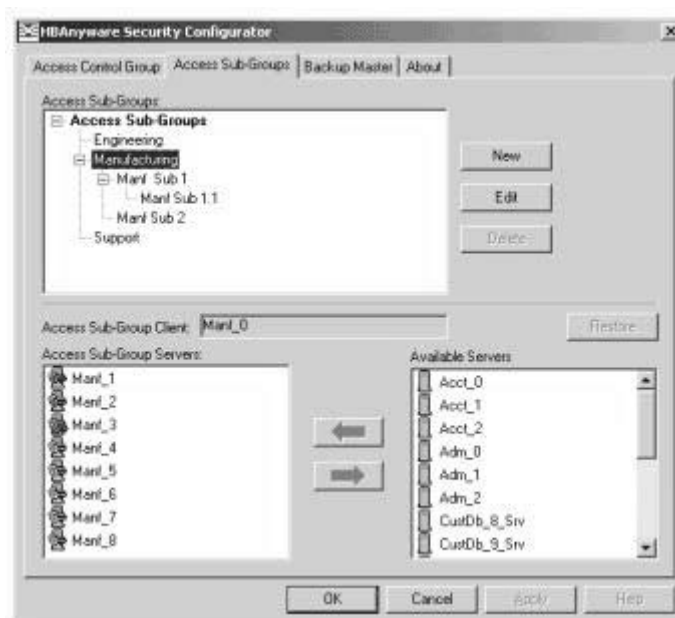 HBAnyware Security Configurator
Access Control Group Access Sub-Groups Backup Master About
Access Sub-Groups:
Access Sub-Groups
Engineering
Manufacturing
Manf Sub 1
Manf Sub 1.1
Manf Sub 2
Support
New
Edit
Delete
Access Sub-Group Client: Manf_0
Restore
Access Sub-Group Servers:
Manf_1
Manf_2
Manf_3
Manf_4
Manf_5
Manf_6
Manf_7
Manf_8
Available Servers
Acct_0
Acct_1
Acct_2
Adm_0
Adm_1
Adm_2
CustDb_8_Srv
CustDb_9_Srv
OK Cancel Apply Help